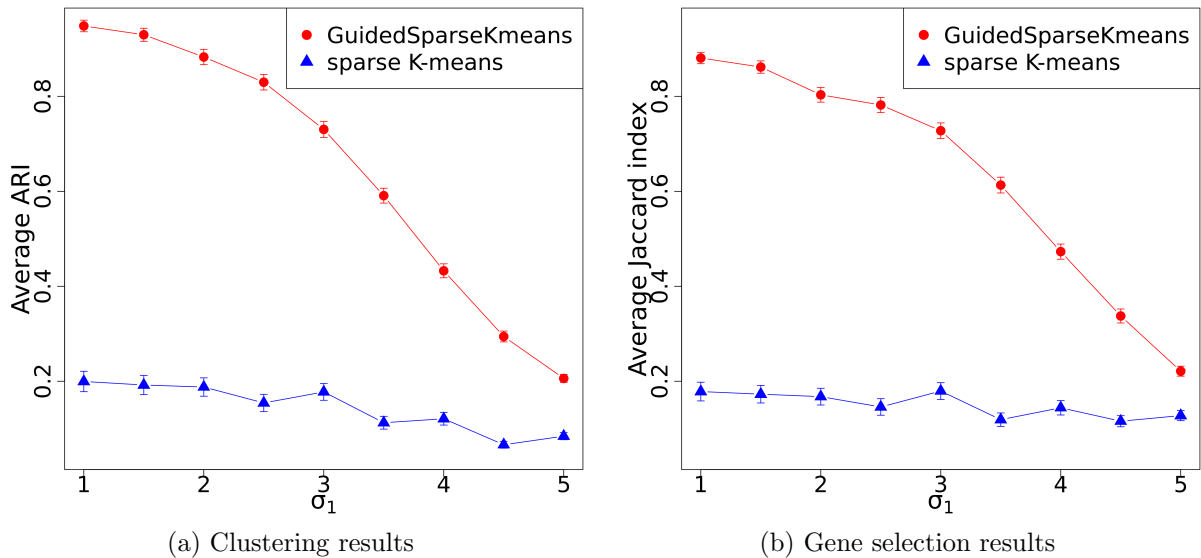 GuidedSparseKmeans
sparse K-means
Average ARI
0.2 0.4 0.6 0.8
1 2 3 4 5
σ1
(a) Clustering results
GuidedSparseKmeans
sparse K-means
Average Jaccard index
0.2 0.4 0.6 0.8
1 2 3 4 5
σ1
(b) Gene selection results